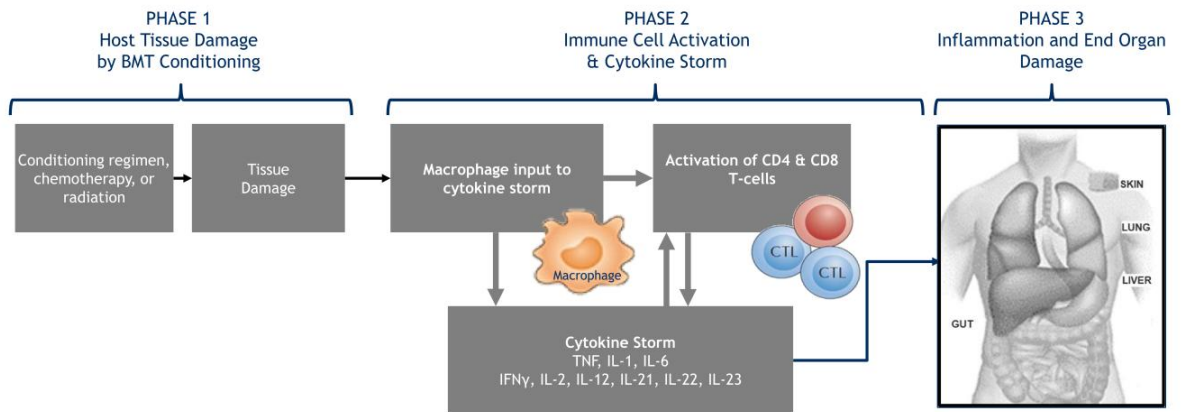 PHASE 1
Host Tissue Damage
by BMT Conditioning
PHASE 2
Immune Cell Activation
& Cytokine Storm
PHASE 3
Inflammation and End Organ
Damage
Conditioning regimen,
chemotherapy, or
radiation
Tissue
Damage
Macrophage input to
cytokine storm
Activation of CD4 & CD8
T-cells
Macrophage
CTL
CTL
Cytokine Storm
TNF, IL-1, IL-6
IFNγ, IL-2, IL-12, IL-21, IL-22, IL-23
SKIN
LUNG
LIVER
GUT